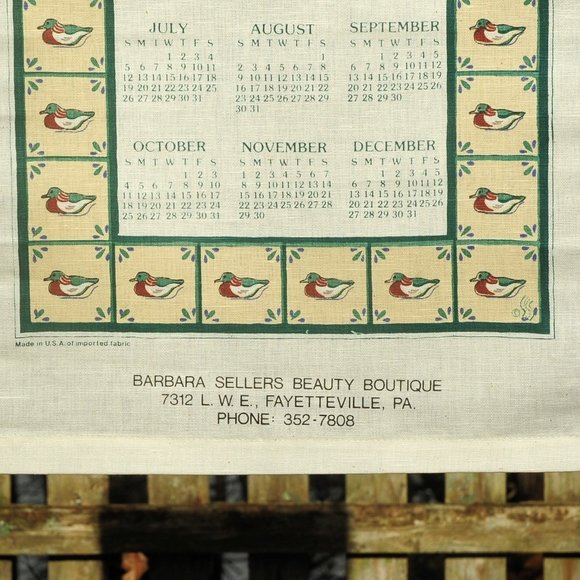 JULY AUGUST SEPTEMBER
S M T W T F S S M T W T F S S M T W T F S
1 2 3 4 1 1 2 3 4 5
5 6 7 8 9 10 11 2 3 4 5 6 7 8 6 7 8 9 10 11 12
12 13 14 15 16 17 18 9 10 11 12 13 14 15 13 14 15 16 17 18 19
19 20 21 22 23 24 25 16 17 18 19 20 21 22 20 21 22 23 24 25 26
26 27 28 29 30 31 23 24 25 26 27 28 29 27 28 29 30
30 31
OCTOBER NOVEMBER DECEMBER
S M T W T F S S M T W T F S S M T W T F S
1 2 3 1 2 3 4 5 6 7 1 2 3 4 5
4 5 6 7 8 9 10 8 9 10 11 12 13 14 6 7 8 9 10 11 12
11 12 13 14 15 16 17 15 16 17 18 19 20 21 13 14 15 16 17 18 19
18 19 20 21 22 23 24 22 23 24 25 26 27 28 20 21 22 23 24 25 26
25 26 27 28 29 30 31 29 30 27 28 29 30 31
Made in U.S.A. of imported fabric
BARBARA SELLERS BEAUTY BOUTIQUE
7312 L. W. E., FAYETTEVILLE, PA.
PHONE: 352-7808